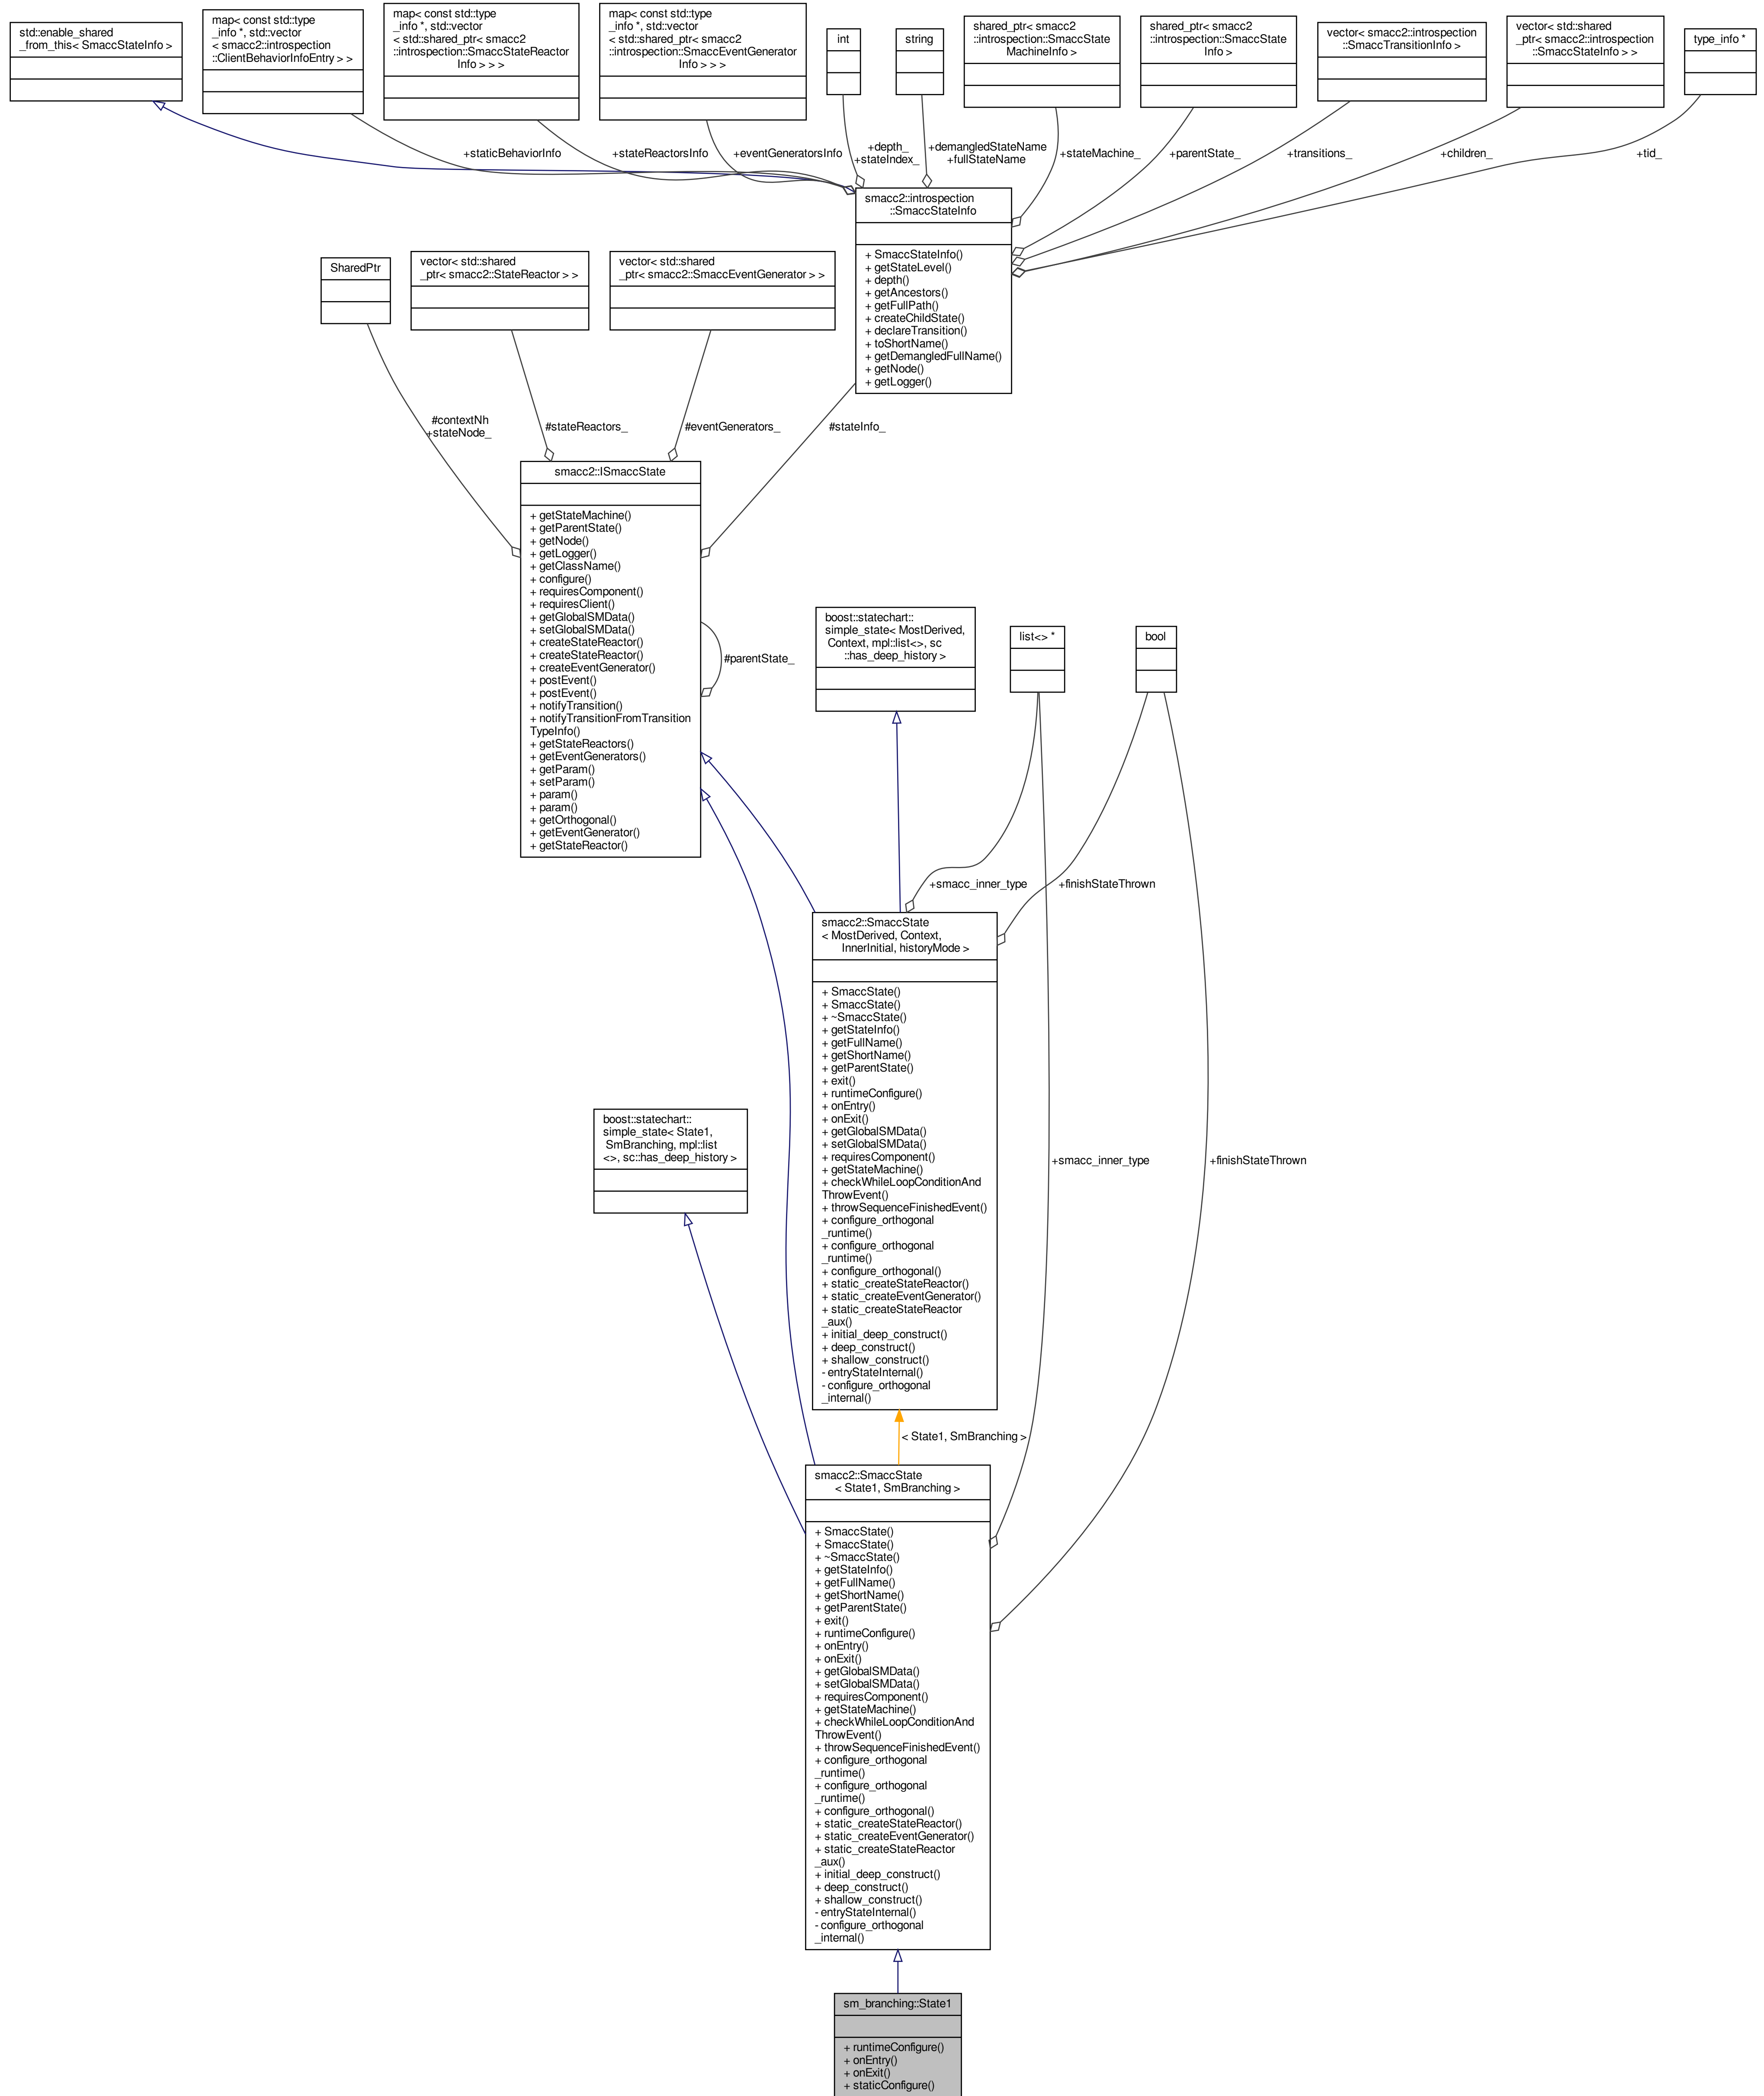 std::enable_shared
_from_this< SmaccStateInfo >
map< const std::type
_info *, std::vector
< smacc2::introspection
::ClientBehaviorInfoEntry > >
map< const std::type
_info *, std::vector
< std::shared_ptr< smacc2
::introspection::SmaccStateReactor
Info > > >
map< const std::type
_info *, std::vector
< std::shared_ptr< smacc2
::introspection::SmaccEventGenerator
Info > > >
int
string
shared_ptr< smacc2
::introspection::SmaccState
MachineInfo >
shared_ptr< smacc2
::introspection::SmaccState
Info >
vector< smacc2::introspection
::SmaccTransitionInfo >
vector< std::shared
_ptr< smacc2::introspection
::SmaccStateInfo > >
type_info *
+staticBehaviorInfo
+stateReactorsInfo
+eventGeneratorsInfo
+depth_
+stateIndex_
+demangledStateName
+fullStateName
+stateMachine_
+parentState_
+transitions_
+children_
+tid_
smacc2::introspection
::SmaccStateInfo
+ SmaccStateInfo()
+ getStateLevel()
+ depth()
+ getAncestors()
+ getFullPath()
+ createChildState()
+ declareTransition()
+ toShortName()
+ getDemangledFullName()
+ getNode()
+ getLogger()
SharedPtr
vector< std::shared
_ptr< smacc2::StateReactor > >
vector< std::shared
_ptr< smacc2::SmaccEventGenerator > >
#contextNh
+stateNode_
#stateReactors_
#eventGenerators_
#stateInfo_
smacc2::ISmaccState
+ getStateMachine()
+ getParentState()
+ getNode()
+ getLogger()
+ getClassName()
+ configure()
+ requiresComponent()
+ requiresClient()
+ getGlobalSMData()
+ setGlobalSMData()
+ createStateReactor()
+ createStateReactor()
+ createEventGenerator()
+ postEvent()
+ postEvent()
+ notifyTransition()
+ notifyTransitionFromTransition
TypeInfo()
+ getStateReactors()
+ getEventGenerators()
+ getParam()
+ setParam()
+ param()
+ param()
+ getOrthogonal()
+ getEventGenerator()
+ getStateReactor()
#parentState_
boost::statechart::
simple_state< MostDerived,
Context, mpl::list<>, sc
::has_deep_history >
list<> *
bool
+smacc_inner_type
+finishStateThrown
smacc2::SmaccState
< MostDerived, Context,
InnerInitial, historyMode >
+ SmaccState()
+ SmaccState()
+ ~SmaccState()
+ getStateInfo()
+ getFullName()
+ getShortName()
+ getParentState()
+ exit()
+ runtimeConfigure()
+ onEntry()
+ onExit()
+ getGlobalSMData()
+ setGlobalSMData()
+ requiresComponent()
+ getStateMachine()
+ checkWhileLoopConditionAnd
ThrowEvent()
+ throwSequenceFinishedEvent()
+ configure_orthogonal
_runtime()
+ configure_orthogonal
_runtime()
+ configure_orthogonal()
+ static_createStateReactor()
+ static_createEventGenerator()
+ static_createStateReactor
_aux()
+ initial_deep_construct()
+ deep_construct()
+ shallow_construct()
- entryStateInternal()
- configure_orthogonal
_internal()
boost::statechart::
simple_state< State1,
SmBranching, mpl::list
<>, sc::has_deep_history >
+smacc_inner_type
+finishStateThrown
< State1, SmBranching >
smacc2::SmaccState
< State1, SmBranching >
+ SmaccState()
+ SmaccState()
+ ~SmaccState()
+ getStateInfo()
+ getFullName()
+ getShortName()
+ getParentState()
+ exit()
+ runtimeConfigure()
+ onEntry()
+ onExit()
+ getGlobalSMData()
+ setGlobalSMData()
+ requiresComponent()
+ getStateMachine()
+ checkWhileLoopConditionAnd
ThrowEvent()
+ throwSequenceFinishedEvent()
+ configure_orthogonal
_runtime()
+ configure_orthogonal
_runtime()
+ configure_orthogonal()
+ static_createStateReactor()
+ static_createEventGenerator()
+ static_createStateReactor
_aux()
+ initial_deep_construct()
+ deep_construct()
+ shallow_construct()
- entryStateInternal()
- configure_orthogonal
_internal()
sm_branching::State1
+ runtimeConfigure()
+ onEntry()
+ onExit()
+ staticConfigure()